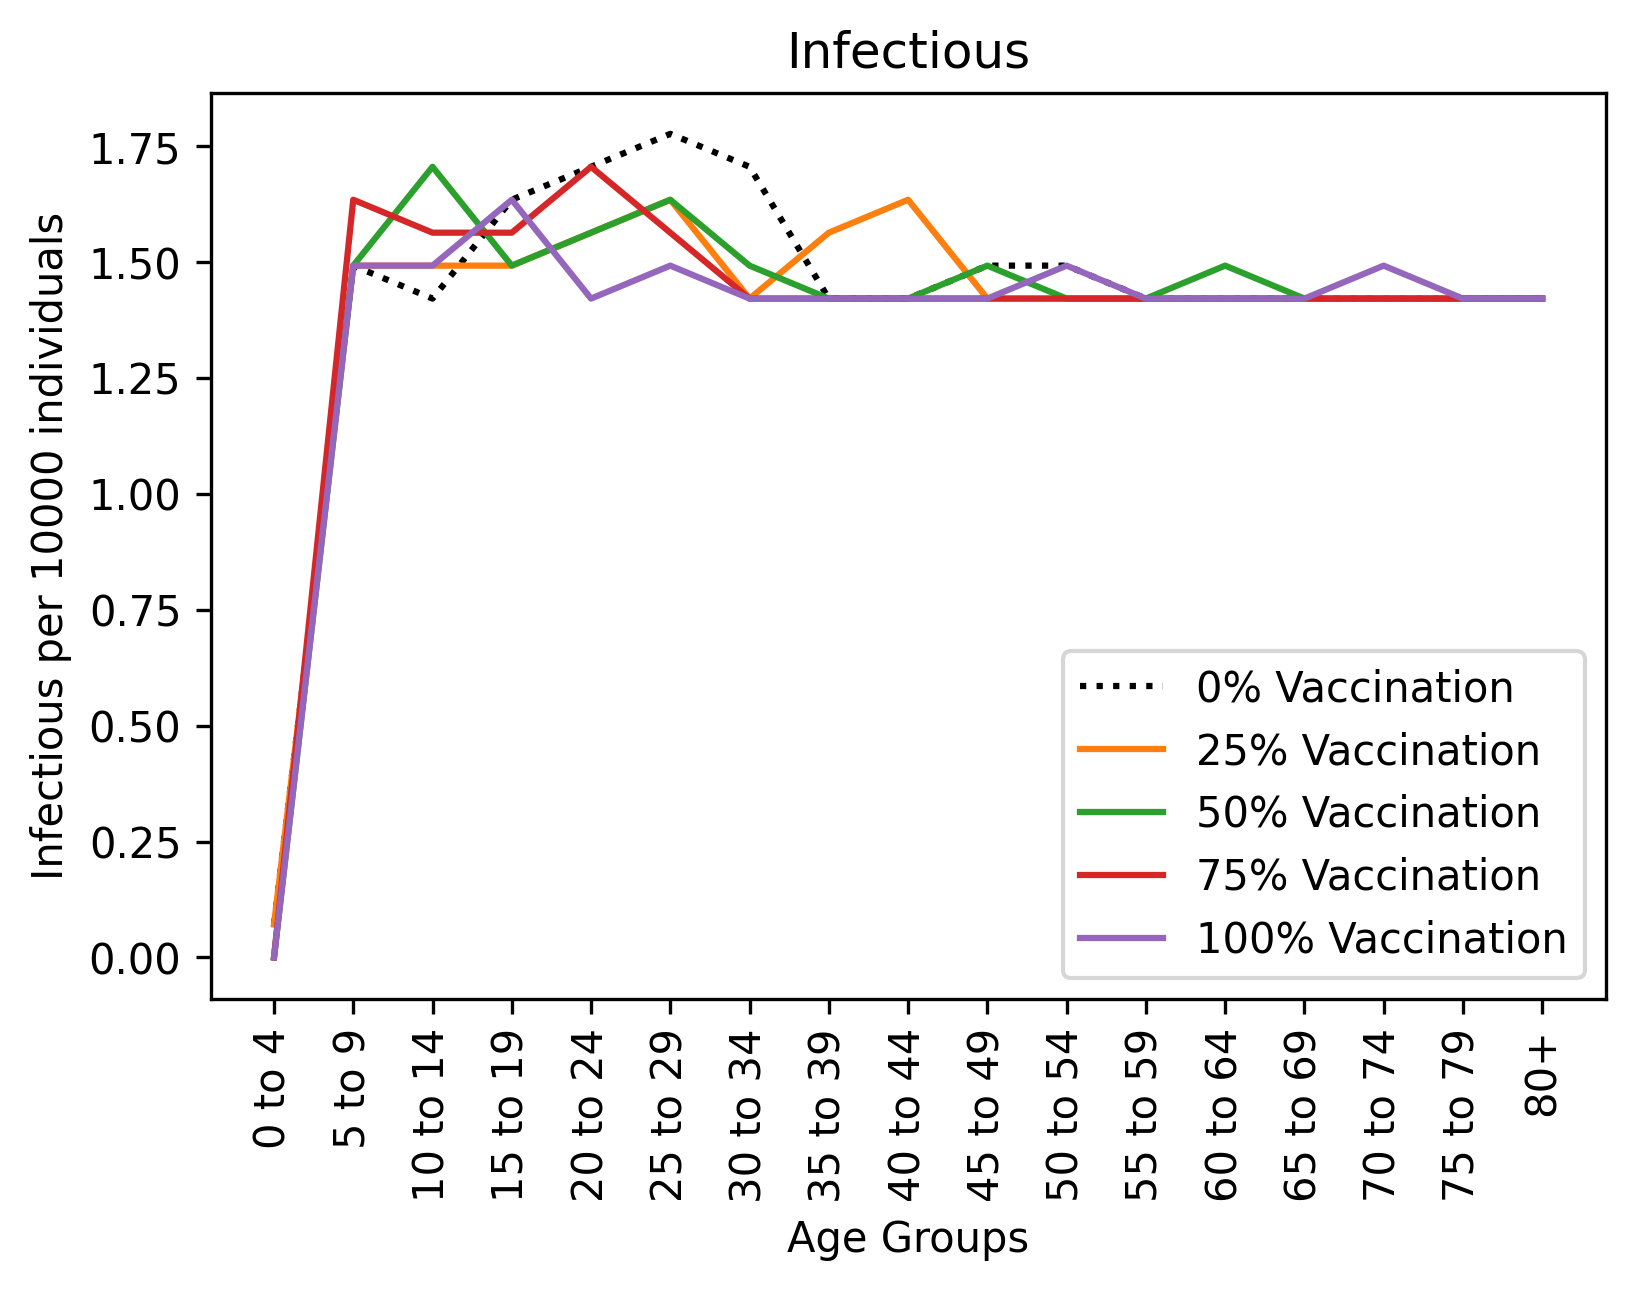 Infectious
Infectious per 10000 individuals
1.75
1.50
1.25
1.00
0.75
0.50
0.25
0.00
0% Vaccination
25% Vaccination
50% Vaccination
75% Vaccination
100% Vaccination
0 to 4
5 to 9
10 to 14
15 to 19
20 to 24
25 to 29
30 to 34
35 to 39
40 to 44
45 to 49
50 to 54
55 to 59
60 to 64
65 to 69
70 to 74
75 to 79
80+
Age Groups